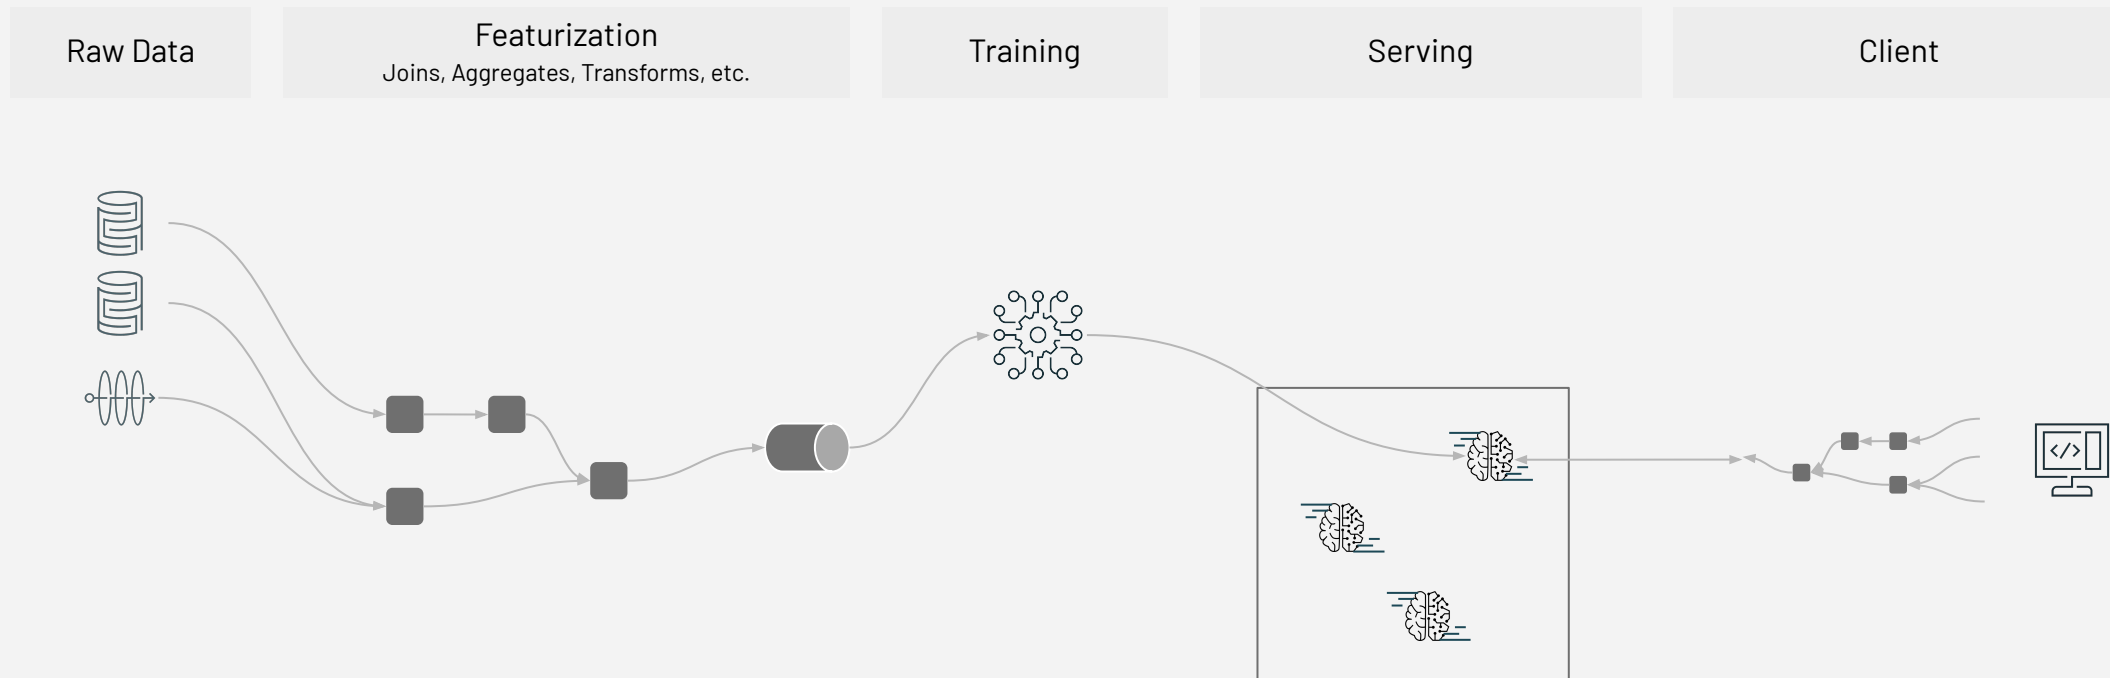 Raw Data
Featurization
Joins, Aggregates, Transforms, etc.
Training
Serving
Client